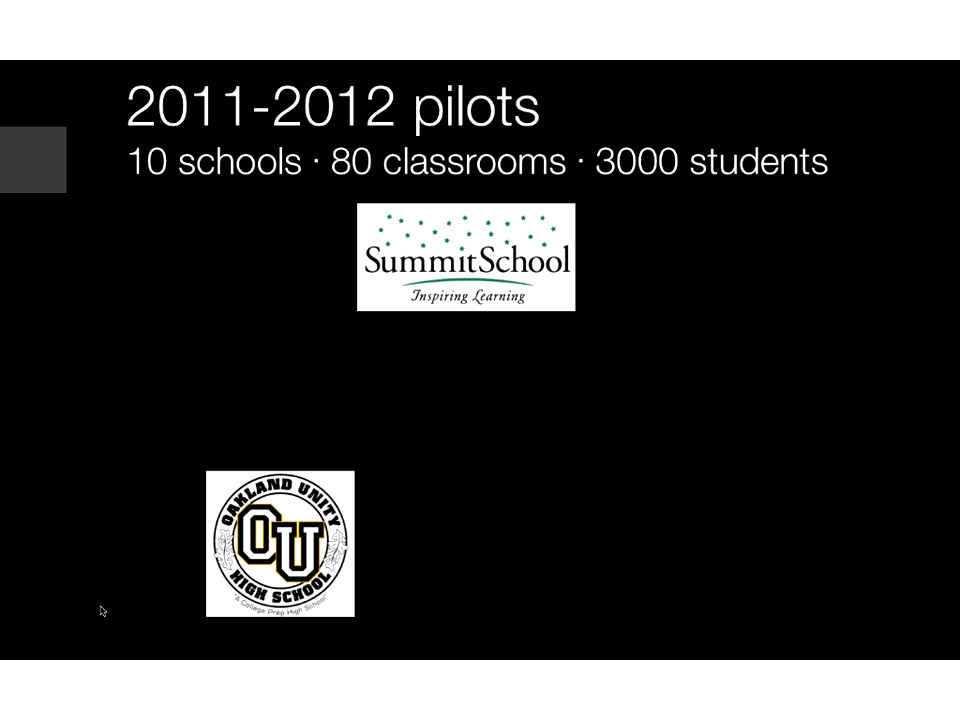 2011-2012 pilots
10 schools · 80 classrooms · 3000 students
SummitSchool
Inspiring Learning
OAKLAND UNITY
OU
HIGH SCHOOL
"A College Prep High School"